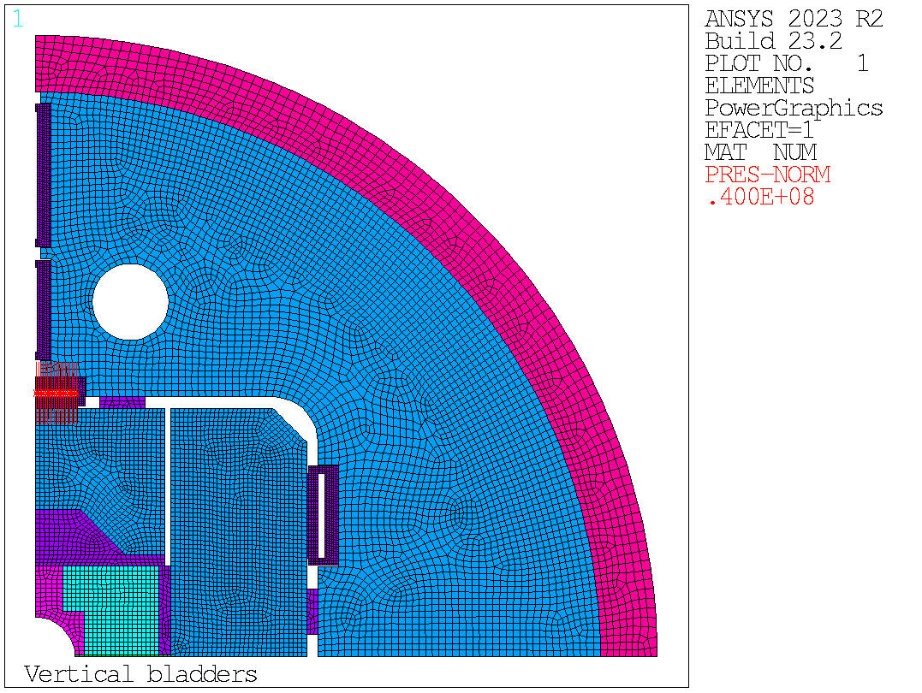 1
ANSYS 2023 R2
Build 23.2
PLOT NO.   1
ELEMENTS
PowerGraphics
EFACET=1
MAT  NUM
PRES-NORM
.400E+08
Vertical bladders